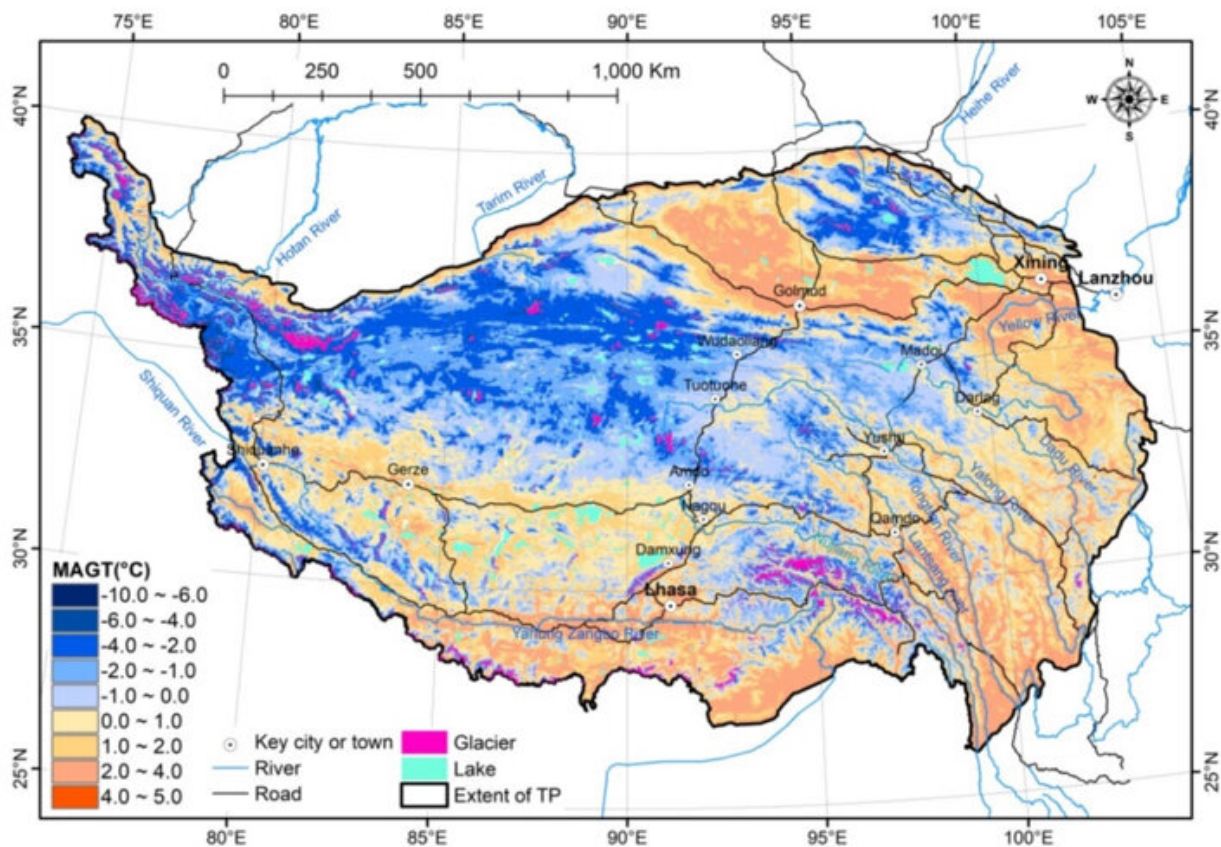 75°E 80°E 85°E 90°E 95°E 100°E 105°E
0 250 500 1,000 Km
N
W E
S
40°N 40°N
Heihe River
Tarim River
Hotan River
Xining
Lanzhou
Golmud
35°N 35°N
Yellow River
Wudaoliang
Madoi
Shiquan River
Tuotuohe
Darlag
Yushu
Dadu River
Gerze
Amdo
Yalong River
Nagqu
Qamdo
Lantsang River
30°N 30°N
Damxung
Lhasa
Yarlung Zangbo River
MAGT(°C)
-10.0 ~ -6.0
-6.0 ~ -4.0
-4.0 ~ -2.0
-2.0 ~ -1.0
-1.0 ~ 0.0
0.0 ~ 1.0
1.0 ~ 2.0
2.0 ~ 4.0
4.0 ~ 5.0
Key city or town
River
Road
Glacier
Lake
Extent of TP
25°N 25°N
80°E 85°E 90°E 95°E 100°E